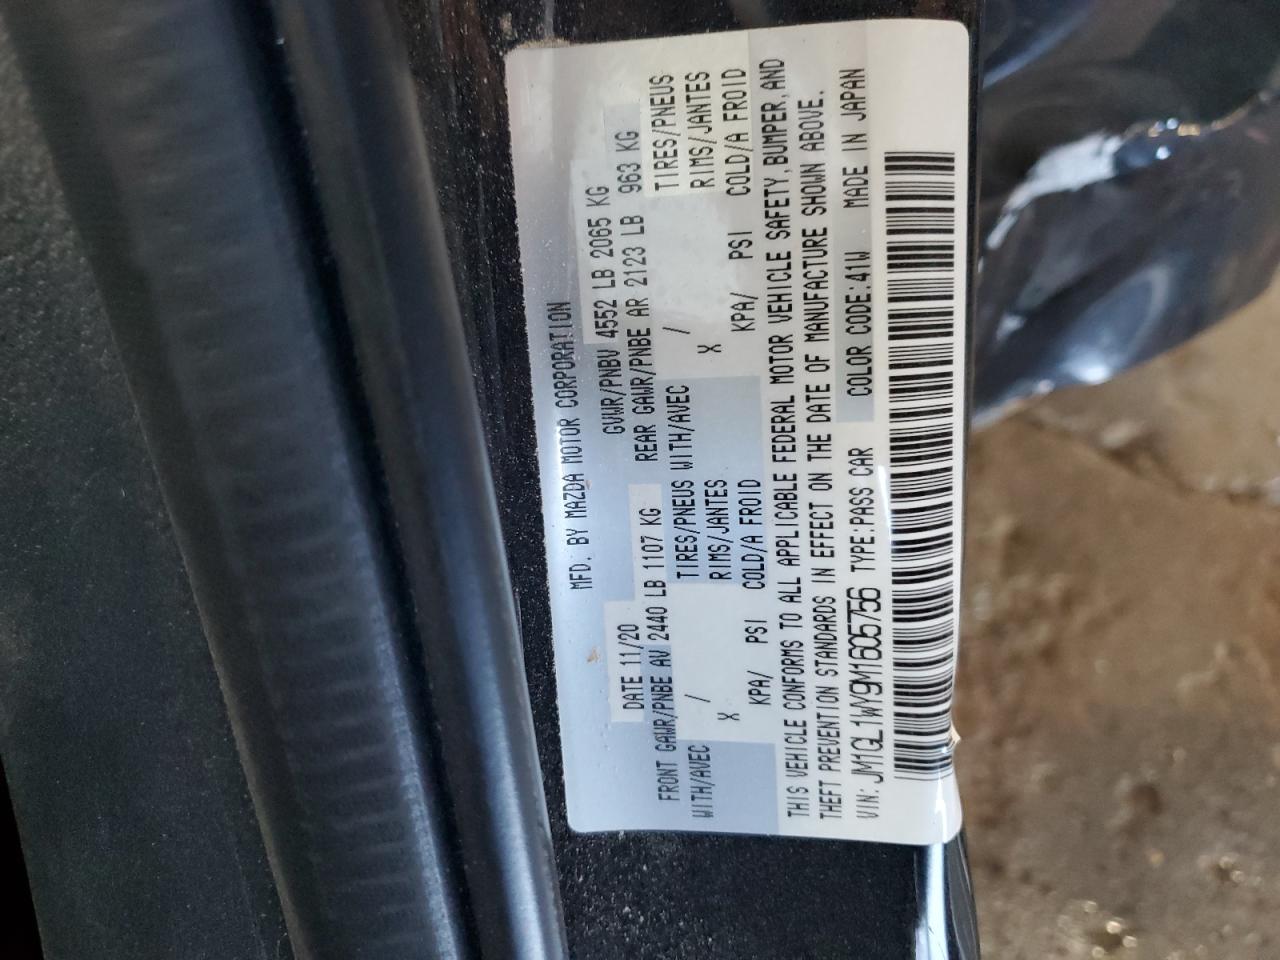 MFD. BY MAZDA MOTOR CORPORATION
DATE 11/20 GVWR/PNBV 4552 LB 2065 KG
FRONT GAWR/PNBE AV 2440 LB 1107 KG REAR GAWR/PNBE AR 2123 LB 963 KG
WITH/AVEC / TIRES/PNEUS WITH/AVEC / TIRES/PNEUS
X RIMS/JANTES X RIMS/JANTES
KPA/ PSI COLD/A FROID KPA/ PSI COLD/A FROID
THIS VEHICLE CONFORMS TO ALL APPLICABLE FEDERAL MOTOR VEHICLE SAFETY, BUMPER, AND
THEFT PREVENTION STANDARDS IN EFFECT ON THE DATE OF MANUFACTURE SHOWN ABOVE.
VIN: JM1GL1WY9M1605756 TYPE:PASS CAR COLOR CODE:41W MADE IN JAPAN